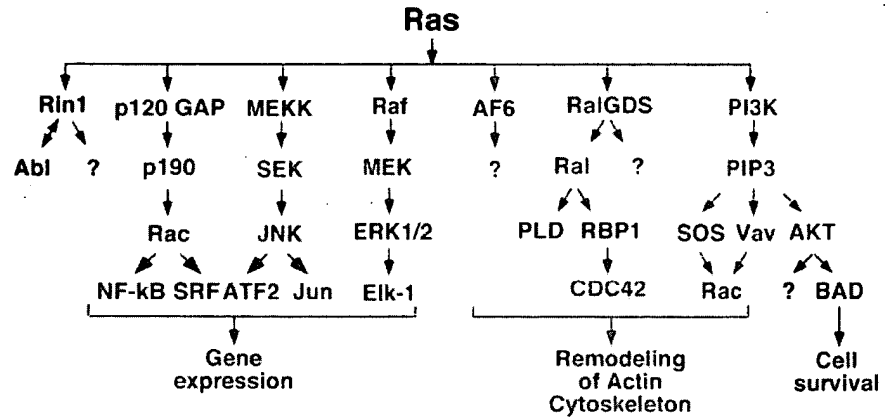 Ras
Rin1 p120 GAP MEKK Raf AF6 RalGDS PI3K
Abl ? p190 SEK MEK ? Ral ? PIP3
Rac JNK ERK1/2 PLD RBP1 SOS Vav AKT
NF-kB SRF ATF2 Jun Elk-1 CDC42 Rac ? BAD
Gene
expression
Remodeling
of Actin
Cytoskeleton
Cell
survival